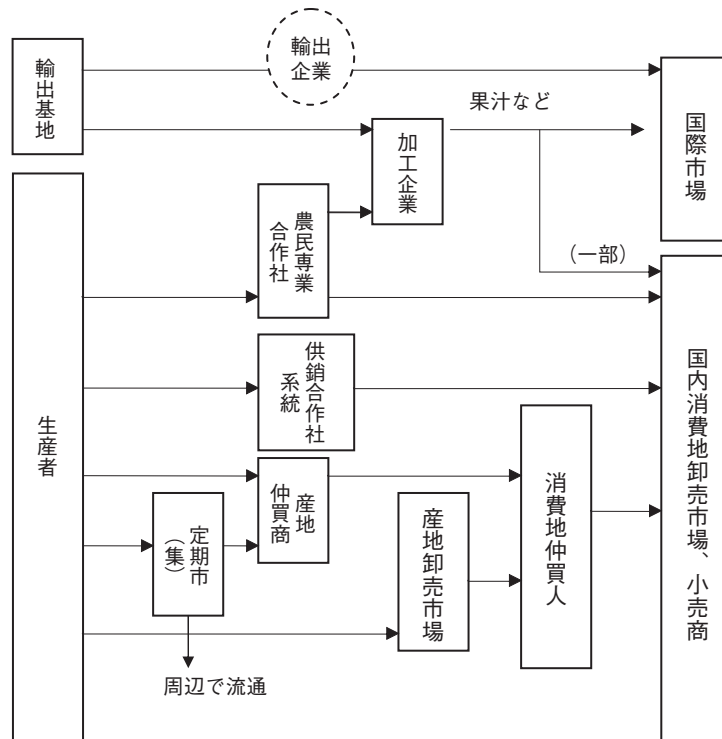 輸出
企業
輸出基地
果汁など
加工企業
国際市場
農民専業
合作社
（一部）
供銷合作社
系統
生産者
国内消費地卸売市場、小売商
産地
仲買商
消費地仲買人
定期市
（集）
産地卸売市場
周辺で流通